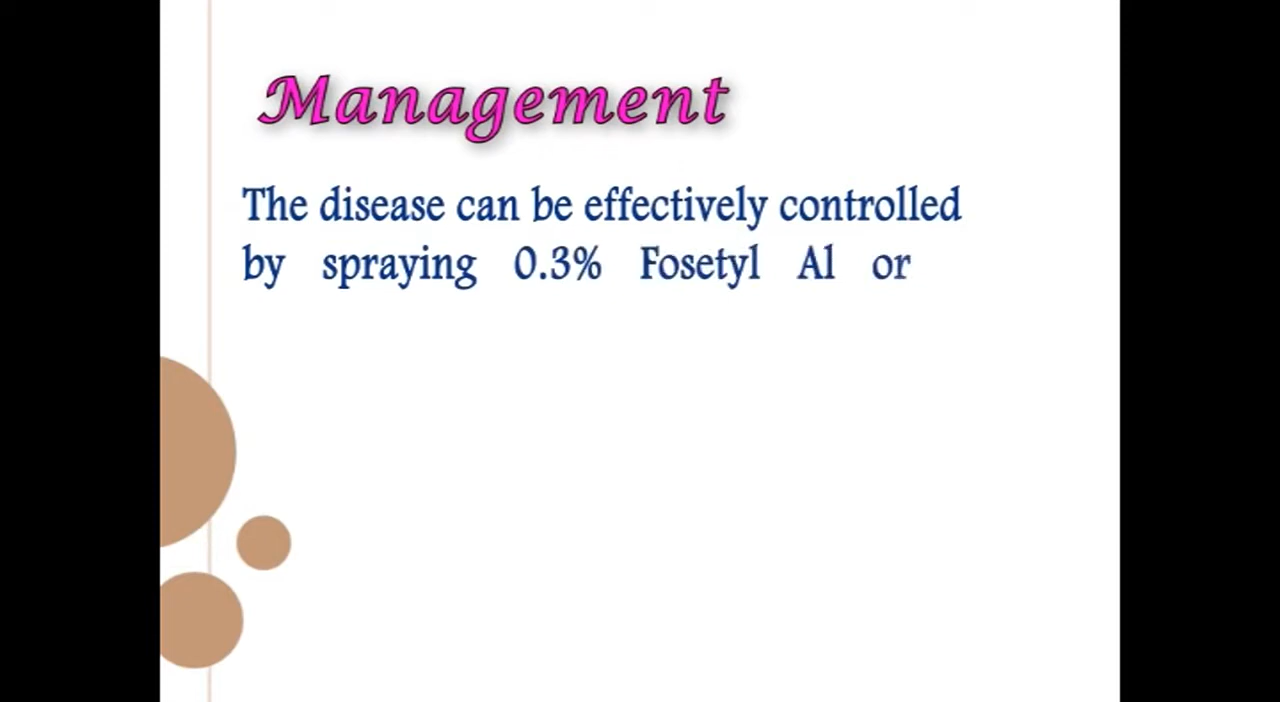 Management
The disease can be effectively controlled
by spraying 0.3% Fosetyl Al or